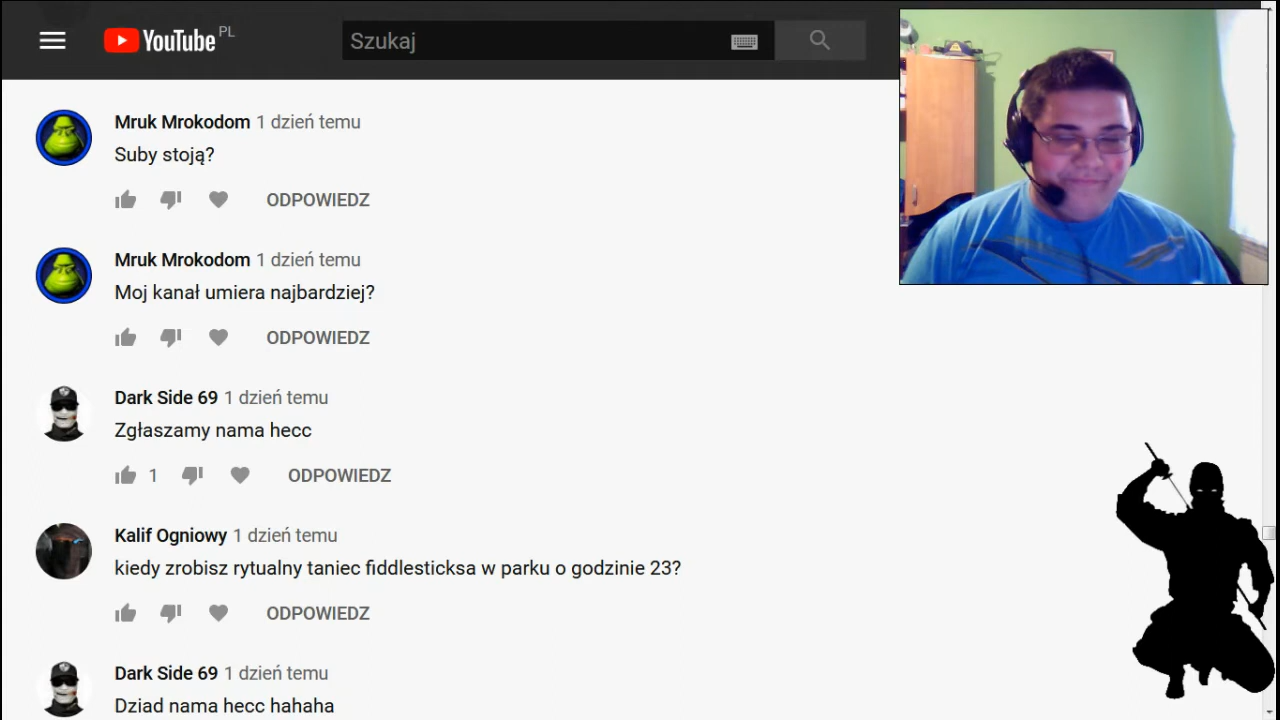 YouTube PL
Szukaj
Mruk Mrokodom 1 dzień temu
Suby stoją?
ODPOWIEDZ
Mruk Mrokodom 1 dzień temu
Moj kanał umiera najbardziej?
ODPOWIEDZ
Dark Side 69 1 dzień temu
Zgłaszamy nama hecc
1 ODPOWIEDZ
Kalif Ogniowy 1 dzień temu
kiedy zrobisz rytualny taniec fiddlesticksa w parku o godzinie 23?
ODPOWIEDZ
Dark Side 69 1 dzień temu
Dziad nama hecc hahaha